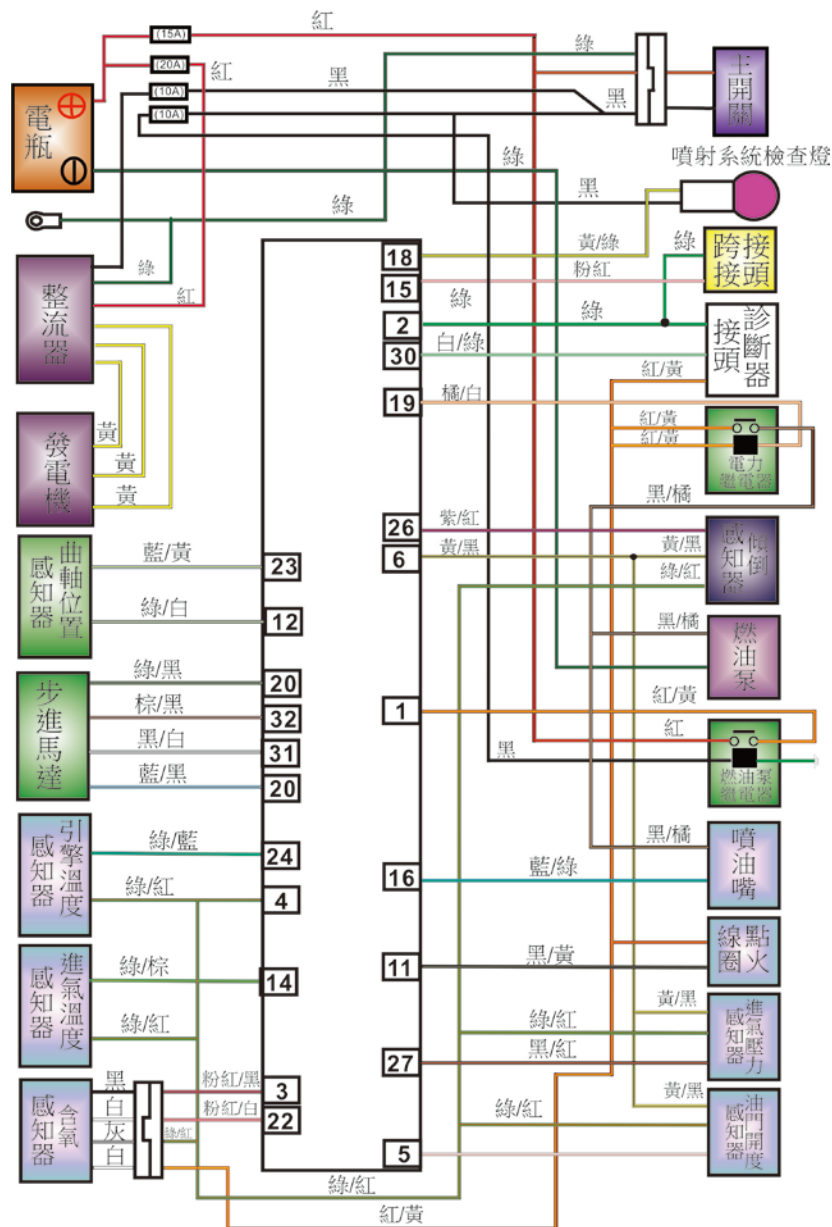 (15A)
紅
(20A)
紅
綠
(10A)
黑
(10A)
黑
主開關
電瓶
綠
噴射系統檢查燈
黑
綠
整流器
綠
紅
18
黃/綠
15
粉紅
綠
跨接
接頭
2
綠
綠
30
白/綠
診斷器
接頭
19
橘/白
紅/黃
紅/黃
紅/黃
電力
繼電器
發電機
黃
黃
黃
黑/橘
曲軸位置
感知器
藍/黃
23
綠/白
12
26
紫/紅
6
黃/黑
黃/黑
綠/紅
傾倒
感知器
黑/橘
燃油泵
步進馬達
綠/黑
20
棕/黑
32
黑/白
31
藍/黑
20
1
紅/黃
紅
黑
燃油泵
繼電器
引擎溫度
感知器
綠/藍
24
綠/紅
4
黑/橘
16
藍/綠
噴油嘴
進氣溫度
感知器
綠/棕
14
綠/紅
11
黑/黃
點火
線圈
黃/黑
綠/紅
27
黑/紅
進氣壓力
感知器
含氧
感知器
黑
白
灰
白
粉紅/黑
3
粉紅/白
22
綠/紅
黃/黑
綠/紅
5
油門開度
感知器
綠/紅
紅/黃